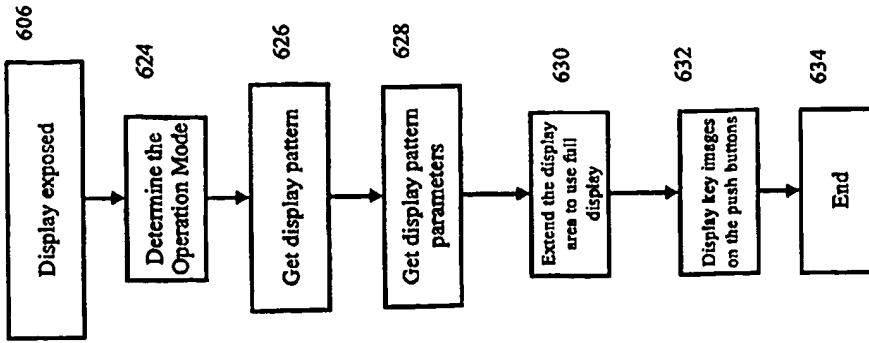 606
Display exposed
624
Determine the
Operation Mode
626
Get display pattern
628
Get display pattern
parameters
630
Extend the display
area to use full
display
632
Display key images
on the push buttons
634
End